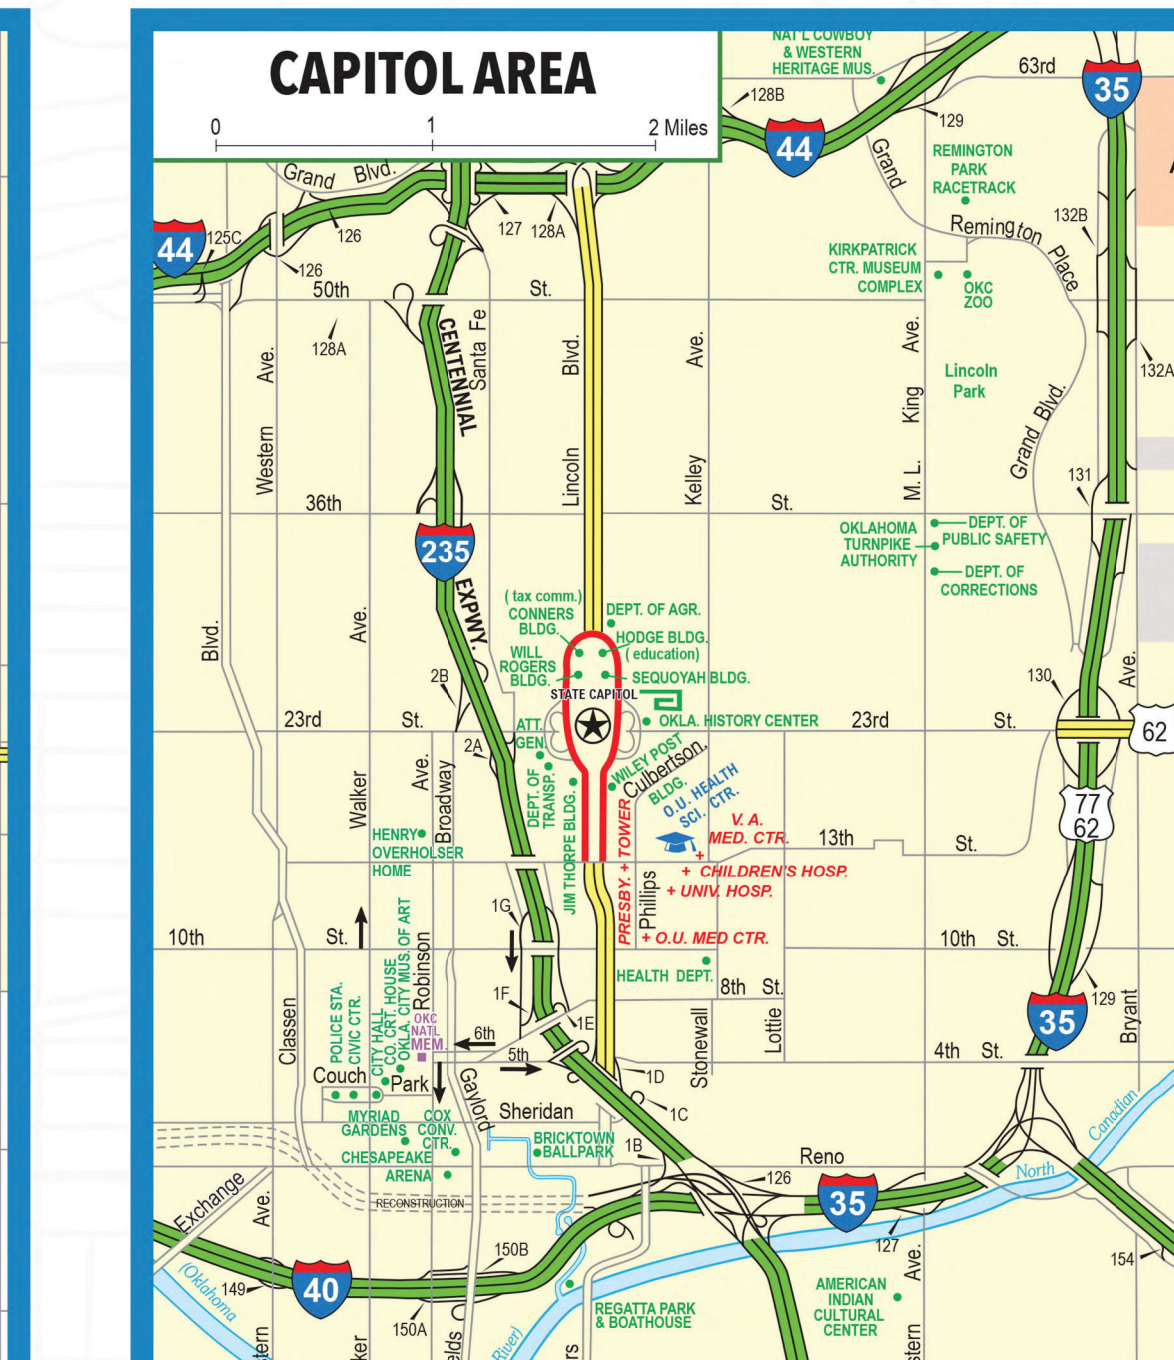 CAPITOL AREA
0
1
2 Miles
NAT'L COWBOY
& WESTERN
HERITAGE MUS.
63rd
35
128B
129
44
Grand
REMINGTON
PARK
RACETRACK
Grand Blvd.
44
125C
126
126
127
128A
132B
Remington Place
KIRKPATRICK
CTR. MUSEUM
COMPLEX
OKC
ZOO
50th
St.
128A
CENTENNIAL
Santa Fe
Blvd.
Ave.
Ave.
Ave.
132A
Lincoln
Park
Western
Lincoln
Kelley
King
M. L.
Grand Blvd.
131
36th
St.
235
OKLAHOMA
TURNPIKE
AUTHORITY
DEPT. OF
PUBLIC SAFETY
DEPT. OF
CORRECTIONS
EXPWY.
( tax comm.)
CONNERS
BLDG.
DEPT. OF AGR.
HODGE BLDG.
( education)
WILL
ROGERS
BLDG.
SEQUOYAH BLDG.
STATE CAPITOL
OKLA. HISTORY CENTER
Blvd.
Ave.
2B
130
Ave.
23rd
St.
23rd
St.
62
2A
ATT.
GEN.
DEPT. OF
TRANSP.
JIM THORPE BLDG.
WILEY POST
BLDG.
Culbertson
O.U. HEALTH
SCI. CTR.
Walker
Ave.
Broadway
77
62
V. A.
MED. CTR.
13th
St.
HENRY
OVERHOLSER
HOME
PRESBY. + TOWER
+
+ CHILDREN'S HOSP.
+ UNIV. HOSP.
Phillips
+ O.U. MED CTR.
1G
10th
St.
10th
St.
HEALTH DEPT.
8th
St.
Classen
POLICE STA.
CIVIC CTR.
CITY HALL
CO. CRT. HOUSE
OKLA. CITY MUS. OF ART
Robinson
OKC
NATL
MEM.
1F
1E
6th
5th
129
35
Bryant
Stonewall
Lottie
4th
St.
1D
1C
Couch
Park
Gaylord
Sheridan
MYRIAD
GARDENS
COX
CONV.
CTR.
CHESAPEAKE
ARENA
BRICKTOWN
BALLPARK
1B
Reno
North
Canadian
126
35
127
RECONSTRUCTION
Exchange
Ave.
150B
149
40
150A
(Oklahoma
River)
REGATTA PARK
& BOATHOUSE
AMERICAN
INDIAN
CULTURAL
CENTER
Ave.
154
stern
ker
elds
rs
stern